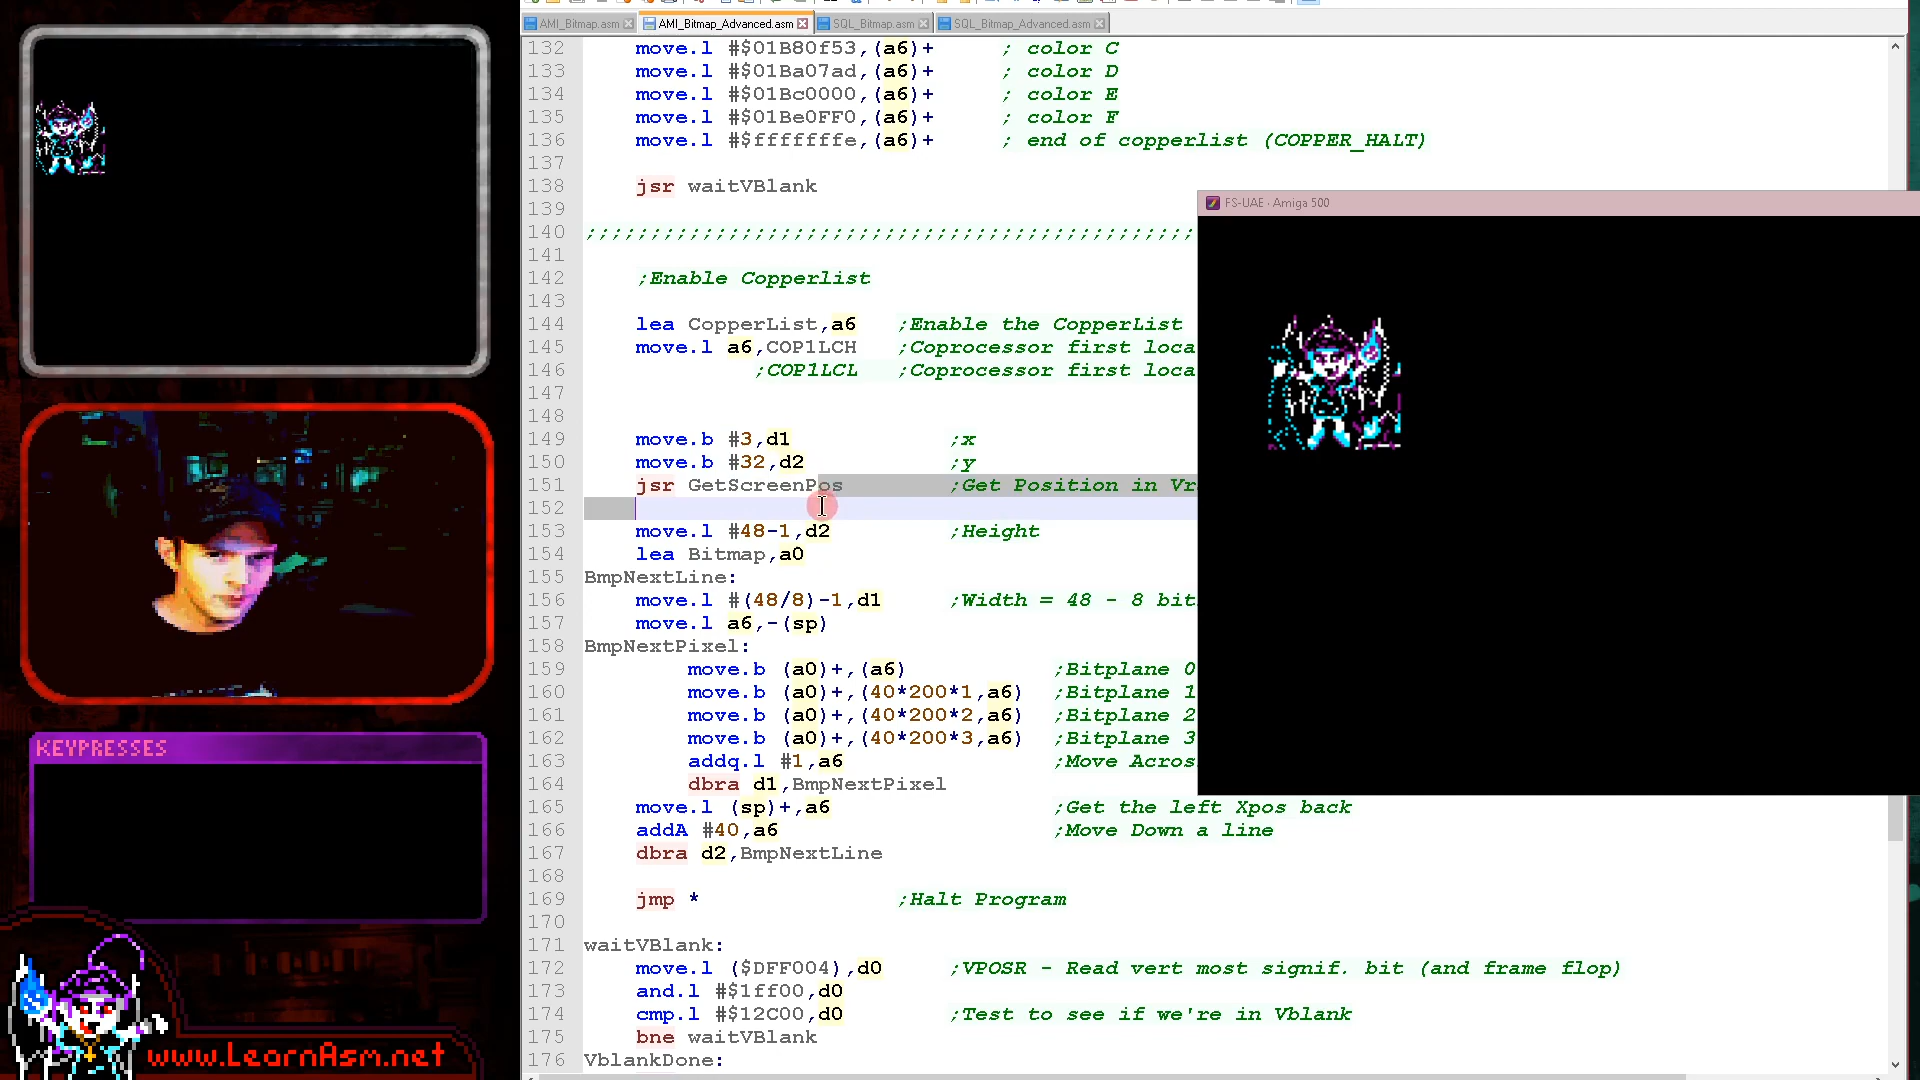 AMI_Bitmap.asm AMI_Bitmap_Advanced.asm SQL_Bitmap.asm SQL_Bitmap_Advanced.asm
132 move.l #$01B80f53,(a6)+ ; color C
133 move.l #$01Ba07ad,(a6)+ ; color D
134 move.l #$01Bc0000,(a6)+ ; color E
135 move.l #$01Be0FF0,(a6)+ ; color F
136 move.l #$fffffffe,(a6)+ ; end of copperlist (COPPER_HALT)
137
138 jsr waitVBlank
139
140 ;;;;;;;;;;;;;;;;;;;;;;;;;;;;;;;;;;;;;;;;;;;;;;;
141
142 ;Enable Copperlist
143
144 lea CopperList,a6 ;Enable the CopperList
145 move.l a6,COP1LCH ;Coprocessor first loca
146 ;COP1LCL ;Coprocessor first loca
147
148
149 move.b #3,d1 ;x
150 move.b #32,d2 ;y
151 jsr GetScreenPos ;Get Position in Vr
152
153 move.l #48-1,d2 ;Height
154 lea Bitmap,a0
155 BmpNextLine:
156 move.l #(48/8)-1,d1 ;Width = 48 - 8 bit
157 move.l a6,-(sp)
158 BmpNextPixel:
159 move.b (a0)+,(a6) ;Bitplane 0
160 move.b (a0)+,(40*200*1,a6) ;Bitplane 1
161 move.b (a0)+,(40*200*2,a6) ;Bitplane 2
162 move.b (a0)+,(40*200*3,a6) ;Bitplane 3
163 addq.l #1,a6 ;Move Acros
164 dbra d1,BmpNextPixel
165 move.l (sp)+,a6 ;Get the left Xpos back
166 addA #40,a6 ;Move Down a line
167 dbra d2,BmpNextLine
168
169 jmp * ;Halt Program
170
171 waitVBlank:
172 move.l ($DFF004),d0 ;VPOSR - Read vert most signif. bit (and frame flop)
173 and.l #$1ff00,d0
174 cmp.l #$12C00,d0 ;Test to see if we're in Vblank
175 bne waitVBlank
176 VblankDone:
FS-UAE · Amiga 500
KEYPRESSES
www.LearnAsm.net